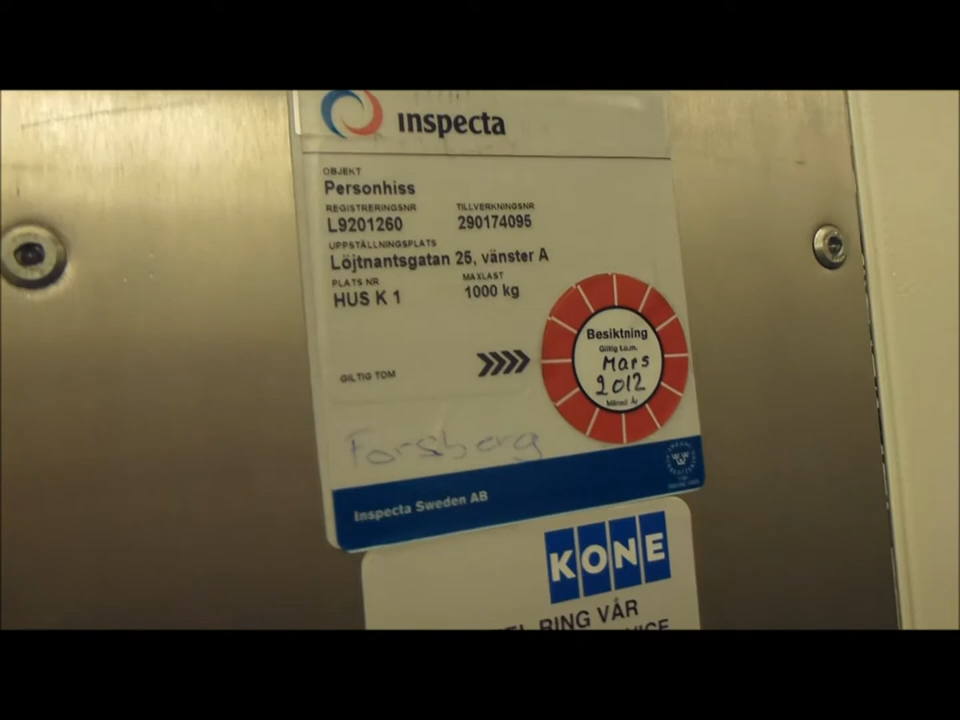 inspecta
OBJEKT
Personhiss
REGISTRERINGSNR TILLVERKNINGSNR
L9201260 290174095
UPPSTÄLLNINGSPLATS
Löjtnantsgatan 25, vänster A
PLATS NR MAXLAST
HUS K 1 1000 kg
Besiktning
Giltig t.o.m.
Mars
2012
Månad År
GILTIG TOM
Forsberg
Inspecta Sweden AB
KONE
RING VÅR